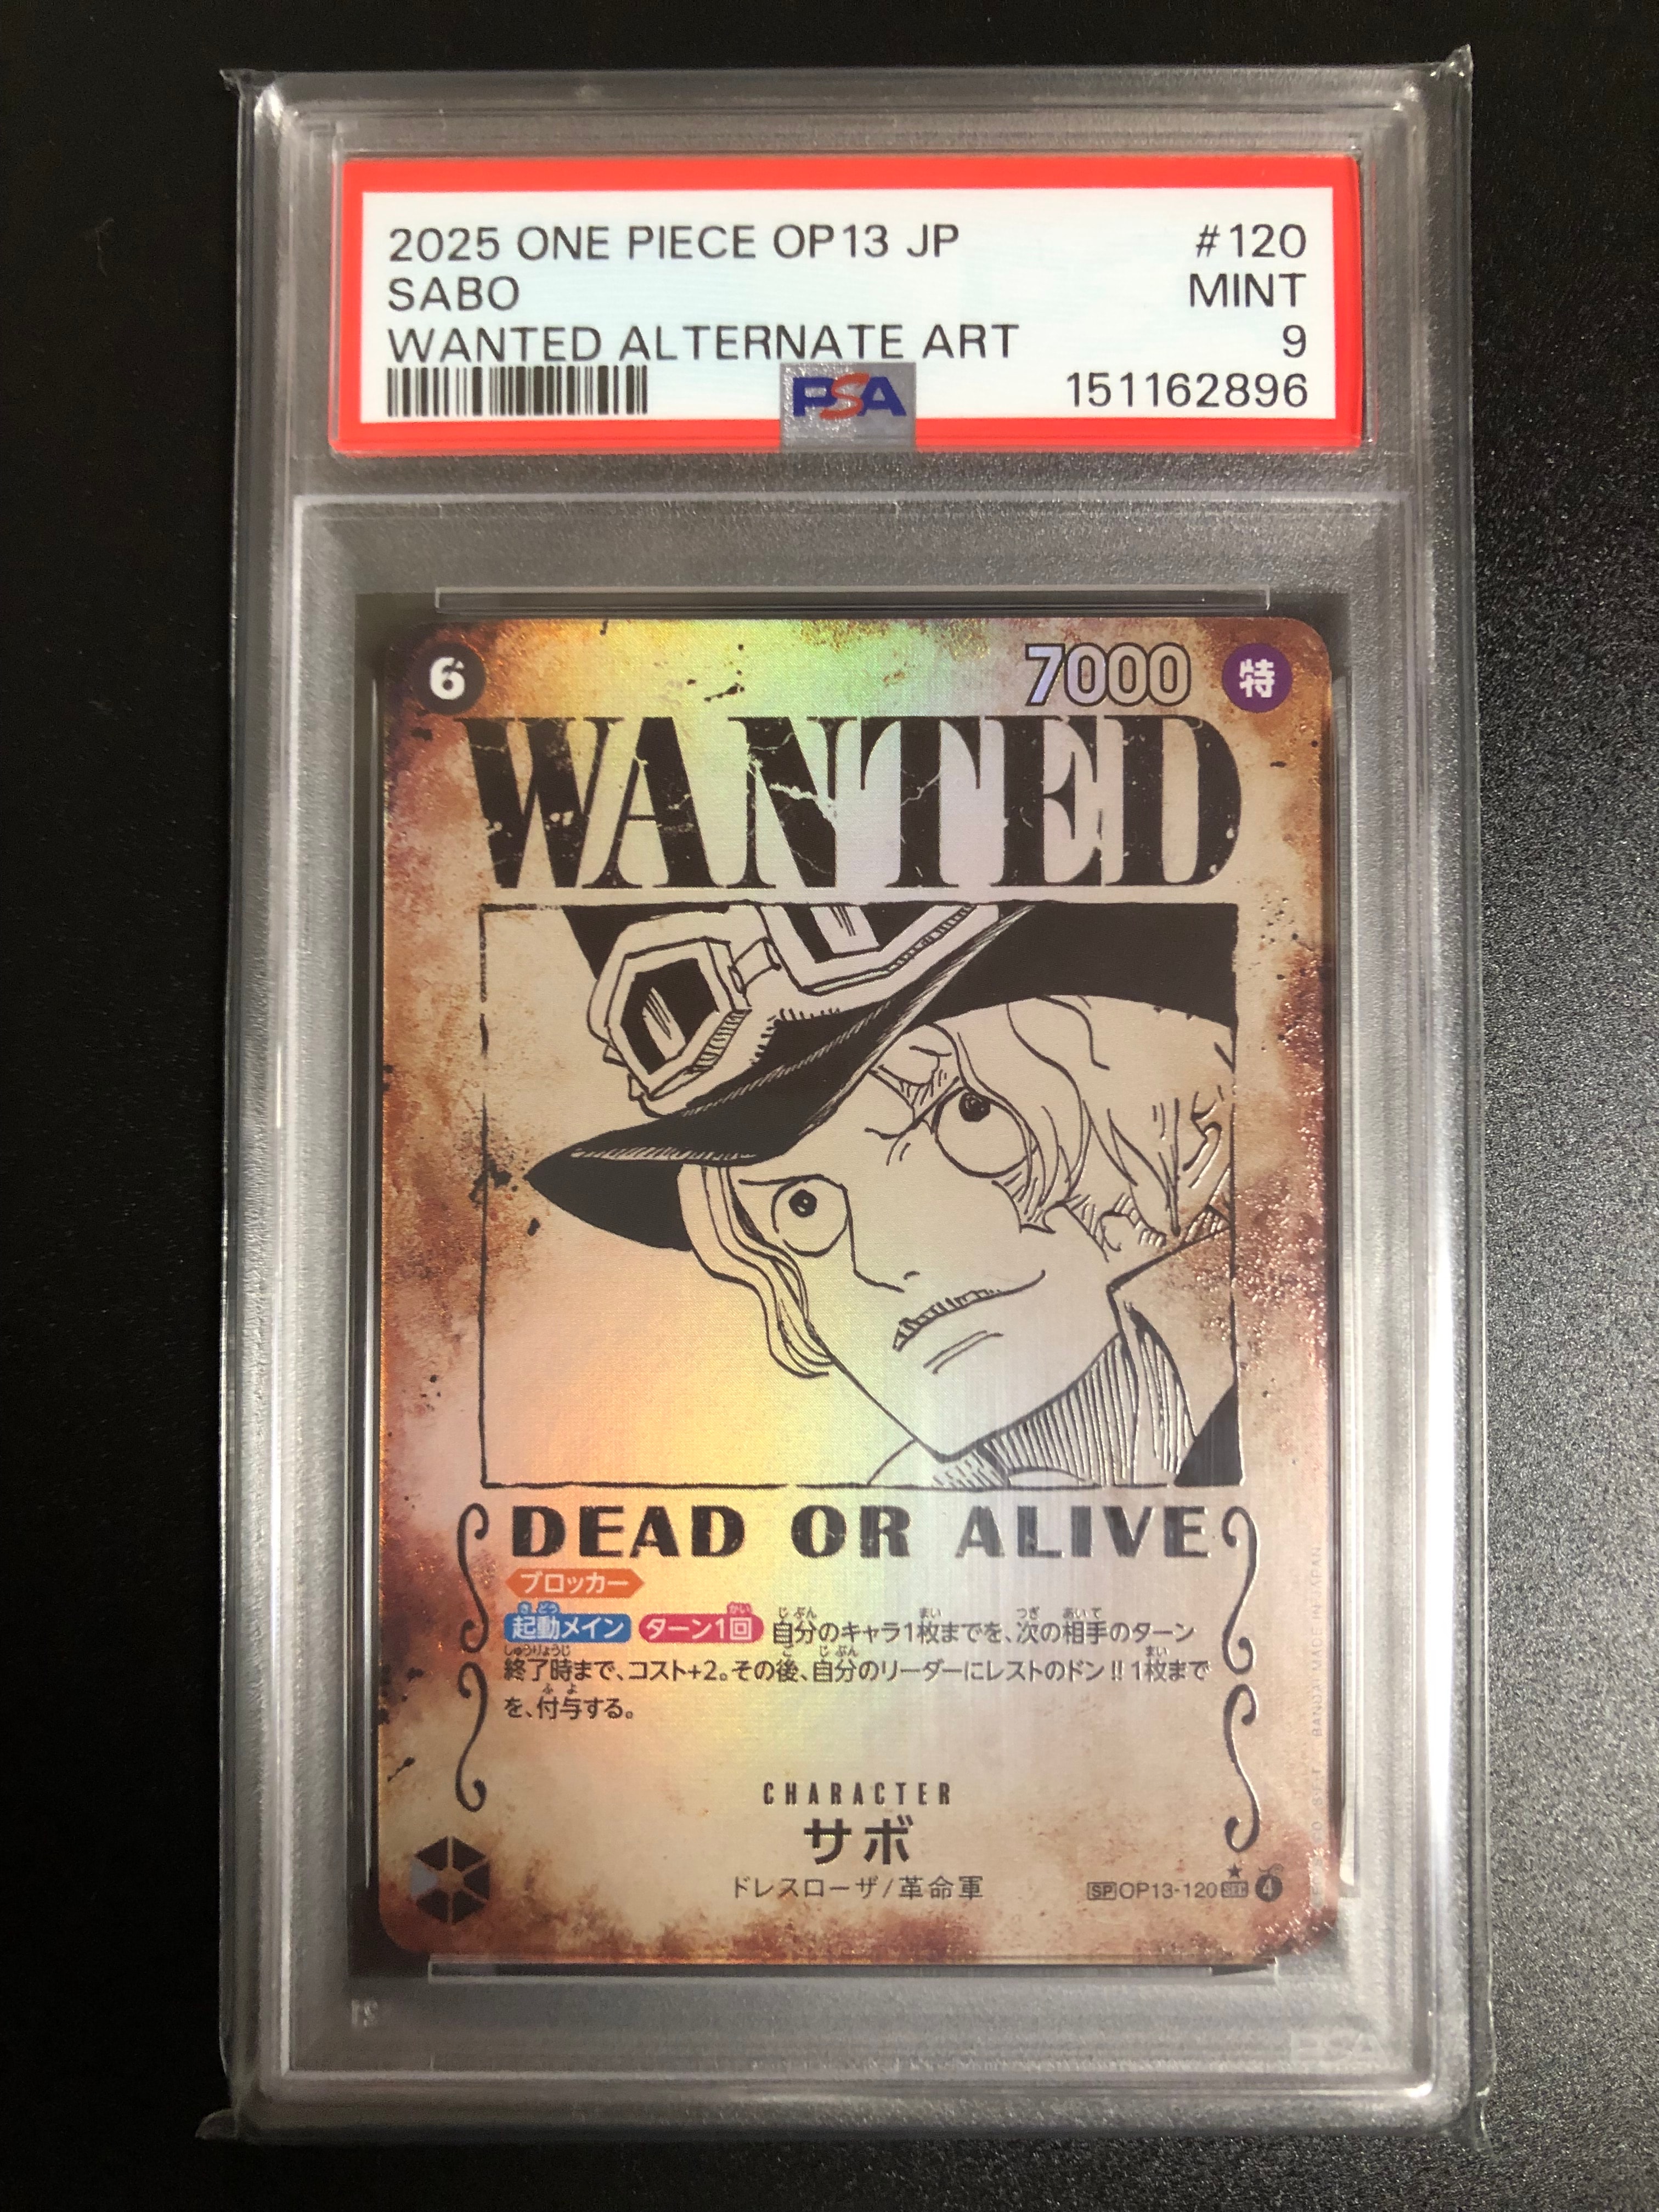 2025 ONE PIECE OP13 JP #120
SABO MINT
WANTED ALTERNATE ART 9
PSA 151162896
6 7000 特
WANTED
DEAD OR ALIVE
ブロッカー
起動メイン ターン1回 自分のキャラ1枚までを、次の相手のターン
終了時まで、コスト+2。その後、自分のリーダーにレストのドン!!1枚まで
を、付与する。
CHARACTER
サボ
ドレスローザ/革命軍
SP OP13-120 SEC 4
PSA